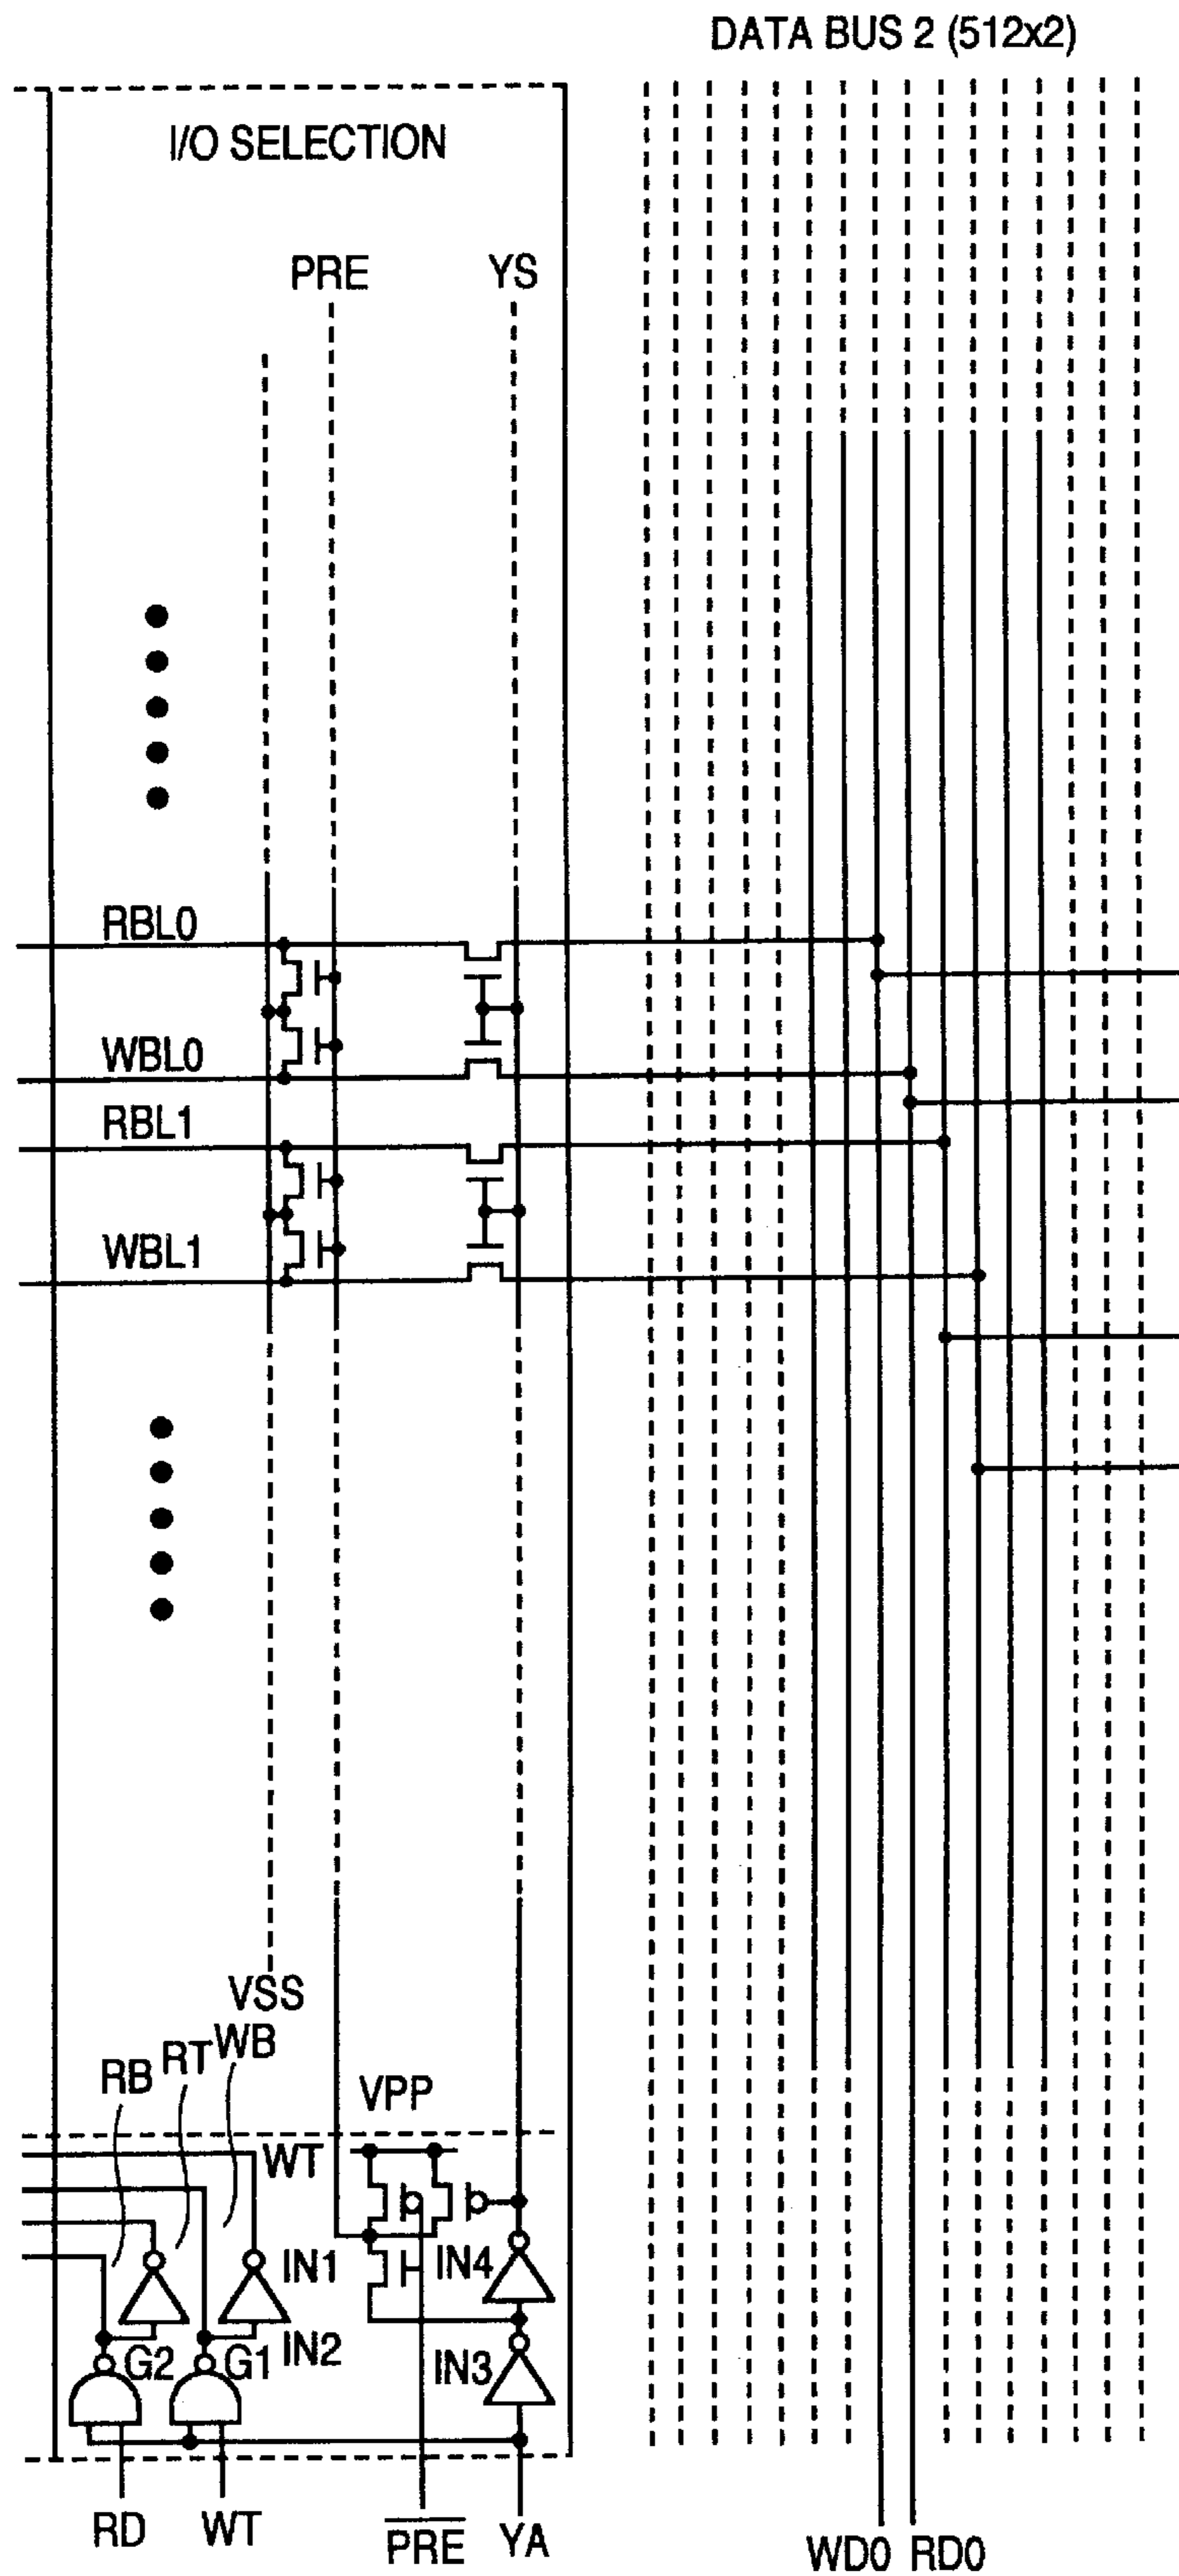 DATA BUS 2 (512x2)
I/O SELECTION
PRE YS
RBL0
WBL0
RBL1
WBL1
VSS
RB RT WB
VPP
WT
IN1
IN4
G2 G1 IN2
IN3
RD WT PRE YA
WD0 RD0